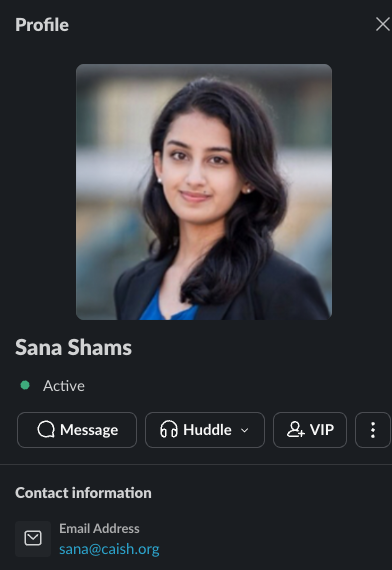 Profile
Sana Shams
Active
Message
Huddle
VIP
Contact information
Email Address
sana@caish.org